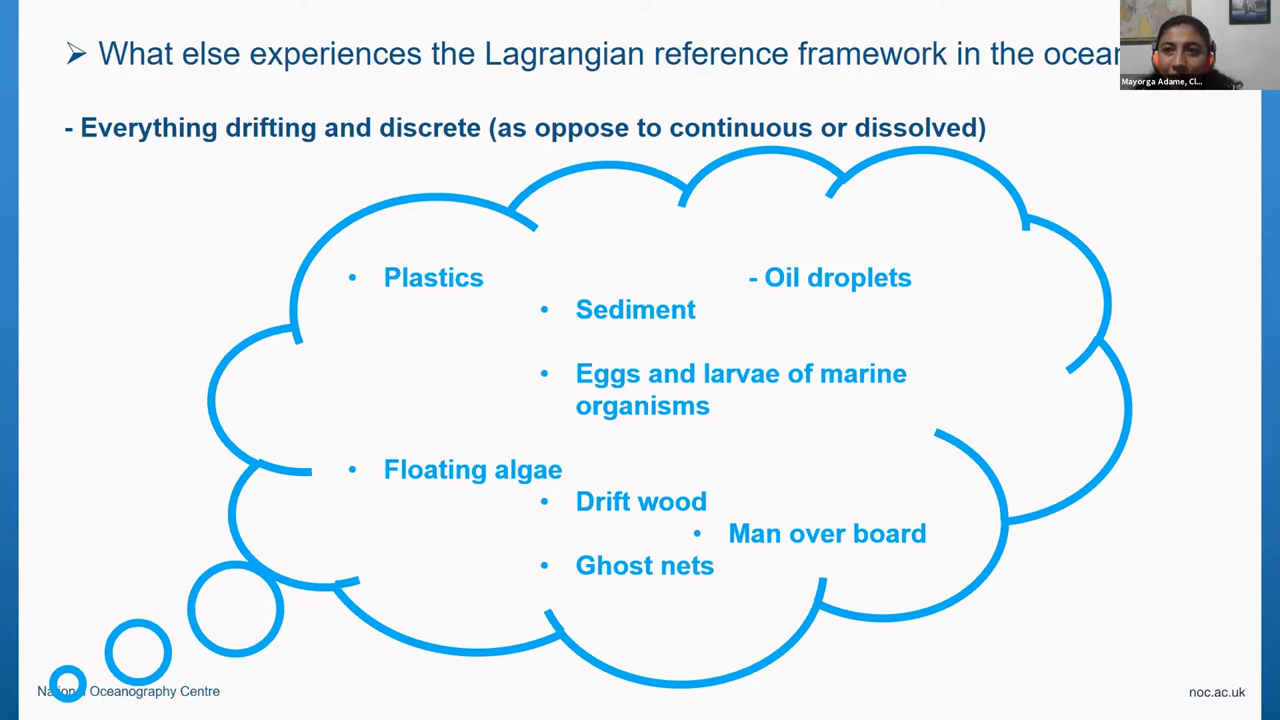 ➢ What else experiences the Lagrangian reference framework in the ocean
Mayorga Adame, Cl...
- Everything drifting and discrete (as oppose to continuous or dissolved)
• Plastics
- Oil droplets
• Sediment
• Eggs and larvae of marine
organisms
• Floating algae
• Drift wood
• Man over board
• Ghost nets
National Oceanography Centre
noc.ac.uk